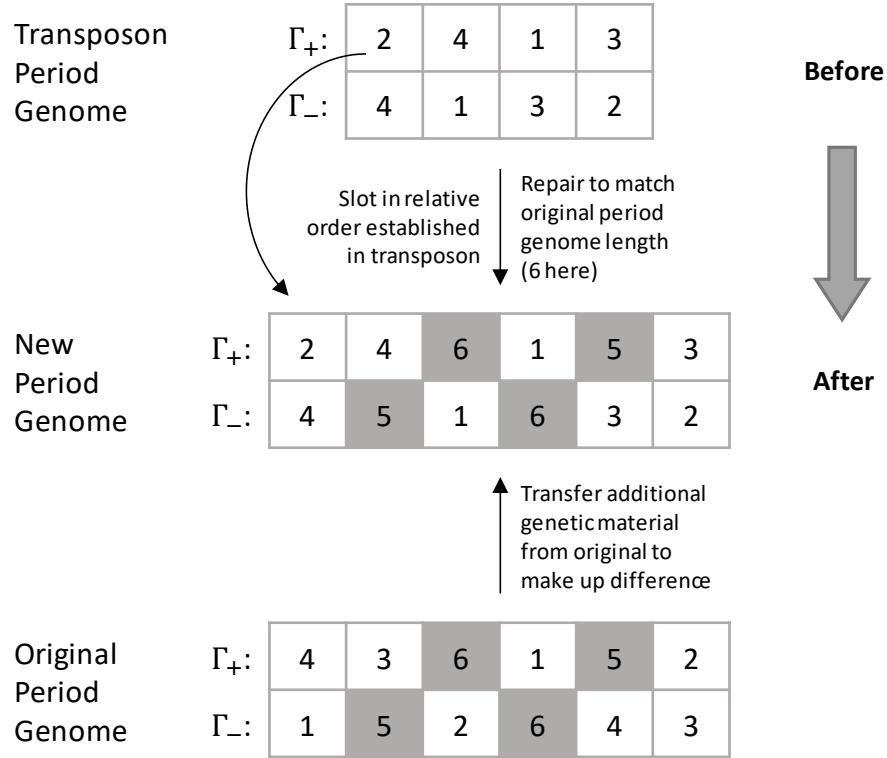 Transposon
Period
Genome
Γ₊: 2 4 1 3
Γ₋: 4 1 3 2
Before
Slot in relative
order established
in transposon
Repair to match
original period
genome length
(6 here)
New
Period
Genome
Γ₊: 2 4 6 1 5 3
Γ₋: 4 5 1 6 3 2
After
Transfer additional
genetic material
from original to
make up difference
Original
Period
Genome
Γ₊: 4 3 6 1 5 2
Γ₋: 1 5 2 6 4 3